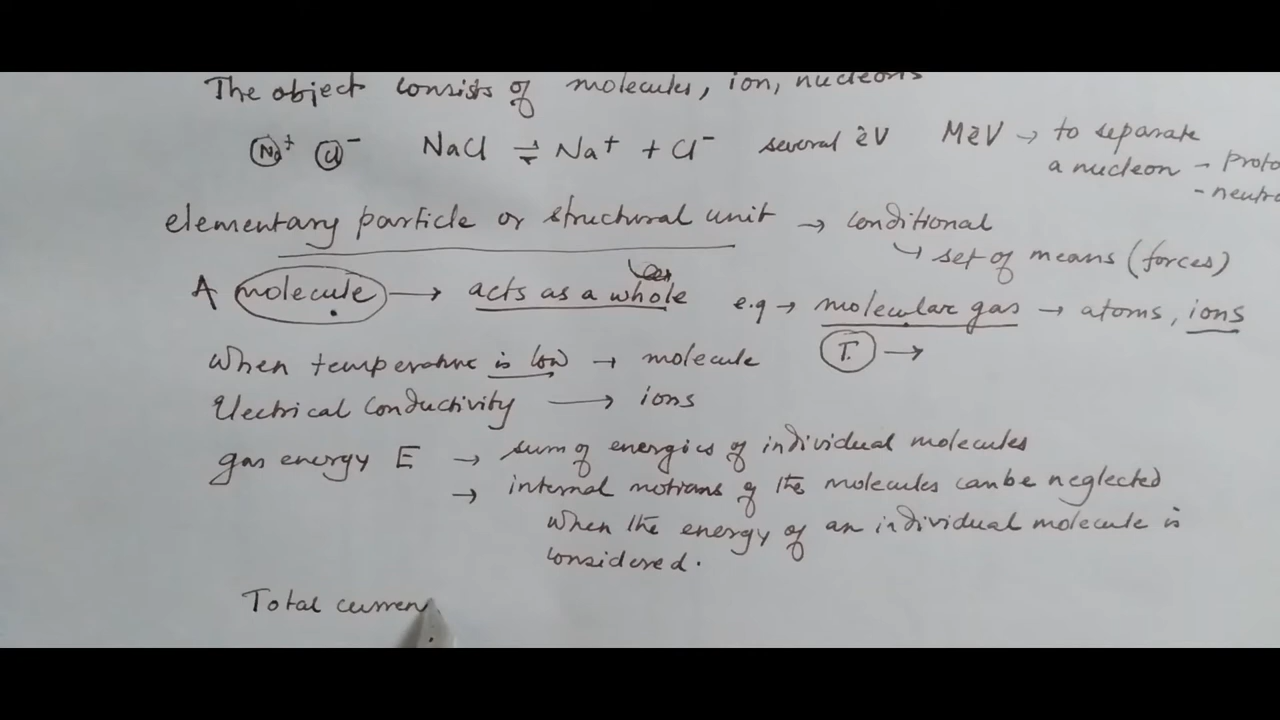 The object consists of molecules, ion, nucleons
Na⁺ Cl⁻ NaCl ⇌ Na⁺ + Cl⁻ several eV MeV → to separate
a nucleon - proto
- neutro
elementary particle or structural unit → conditional
↳ set of means (forces)
A molecule → acts as a whole e.g → molecular gas → atoms, ions
When temperature is low → molecule T. →
Electrical conductivity → ions
gas energy E → sum of energies of individual molecules
→ internal motions of the molecules can be neglected
when the energy of an individual molecule is
considered.
Total curren